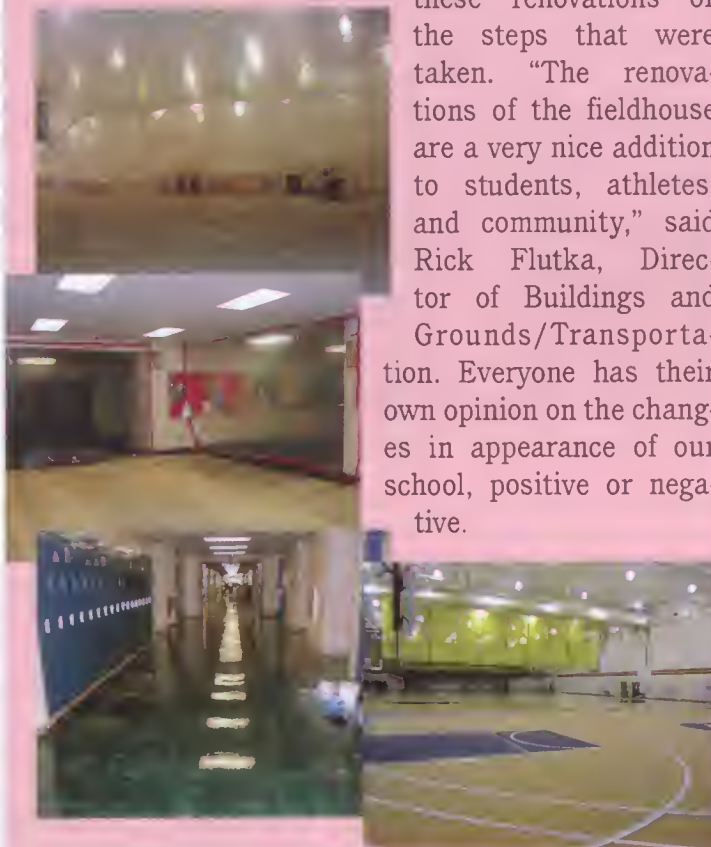 these renovations or
the steps that were
taken. “The renova-
tions of the fieldhouse
are a very nice addition
to students, athletes
and community,” said
Rick Flutka, Direc-
tor of Buildings and
Grounds/Transporta-
tion. Everyone has their
own opinion on the chang-
es in appearance of our
school, positive or nega-
tive.